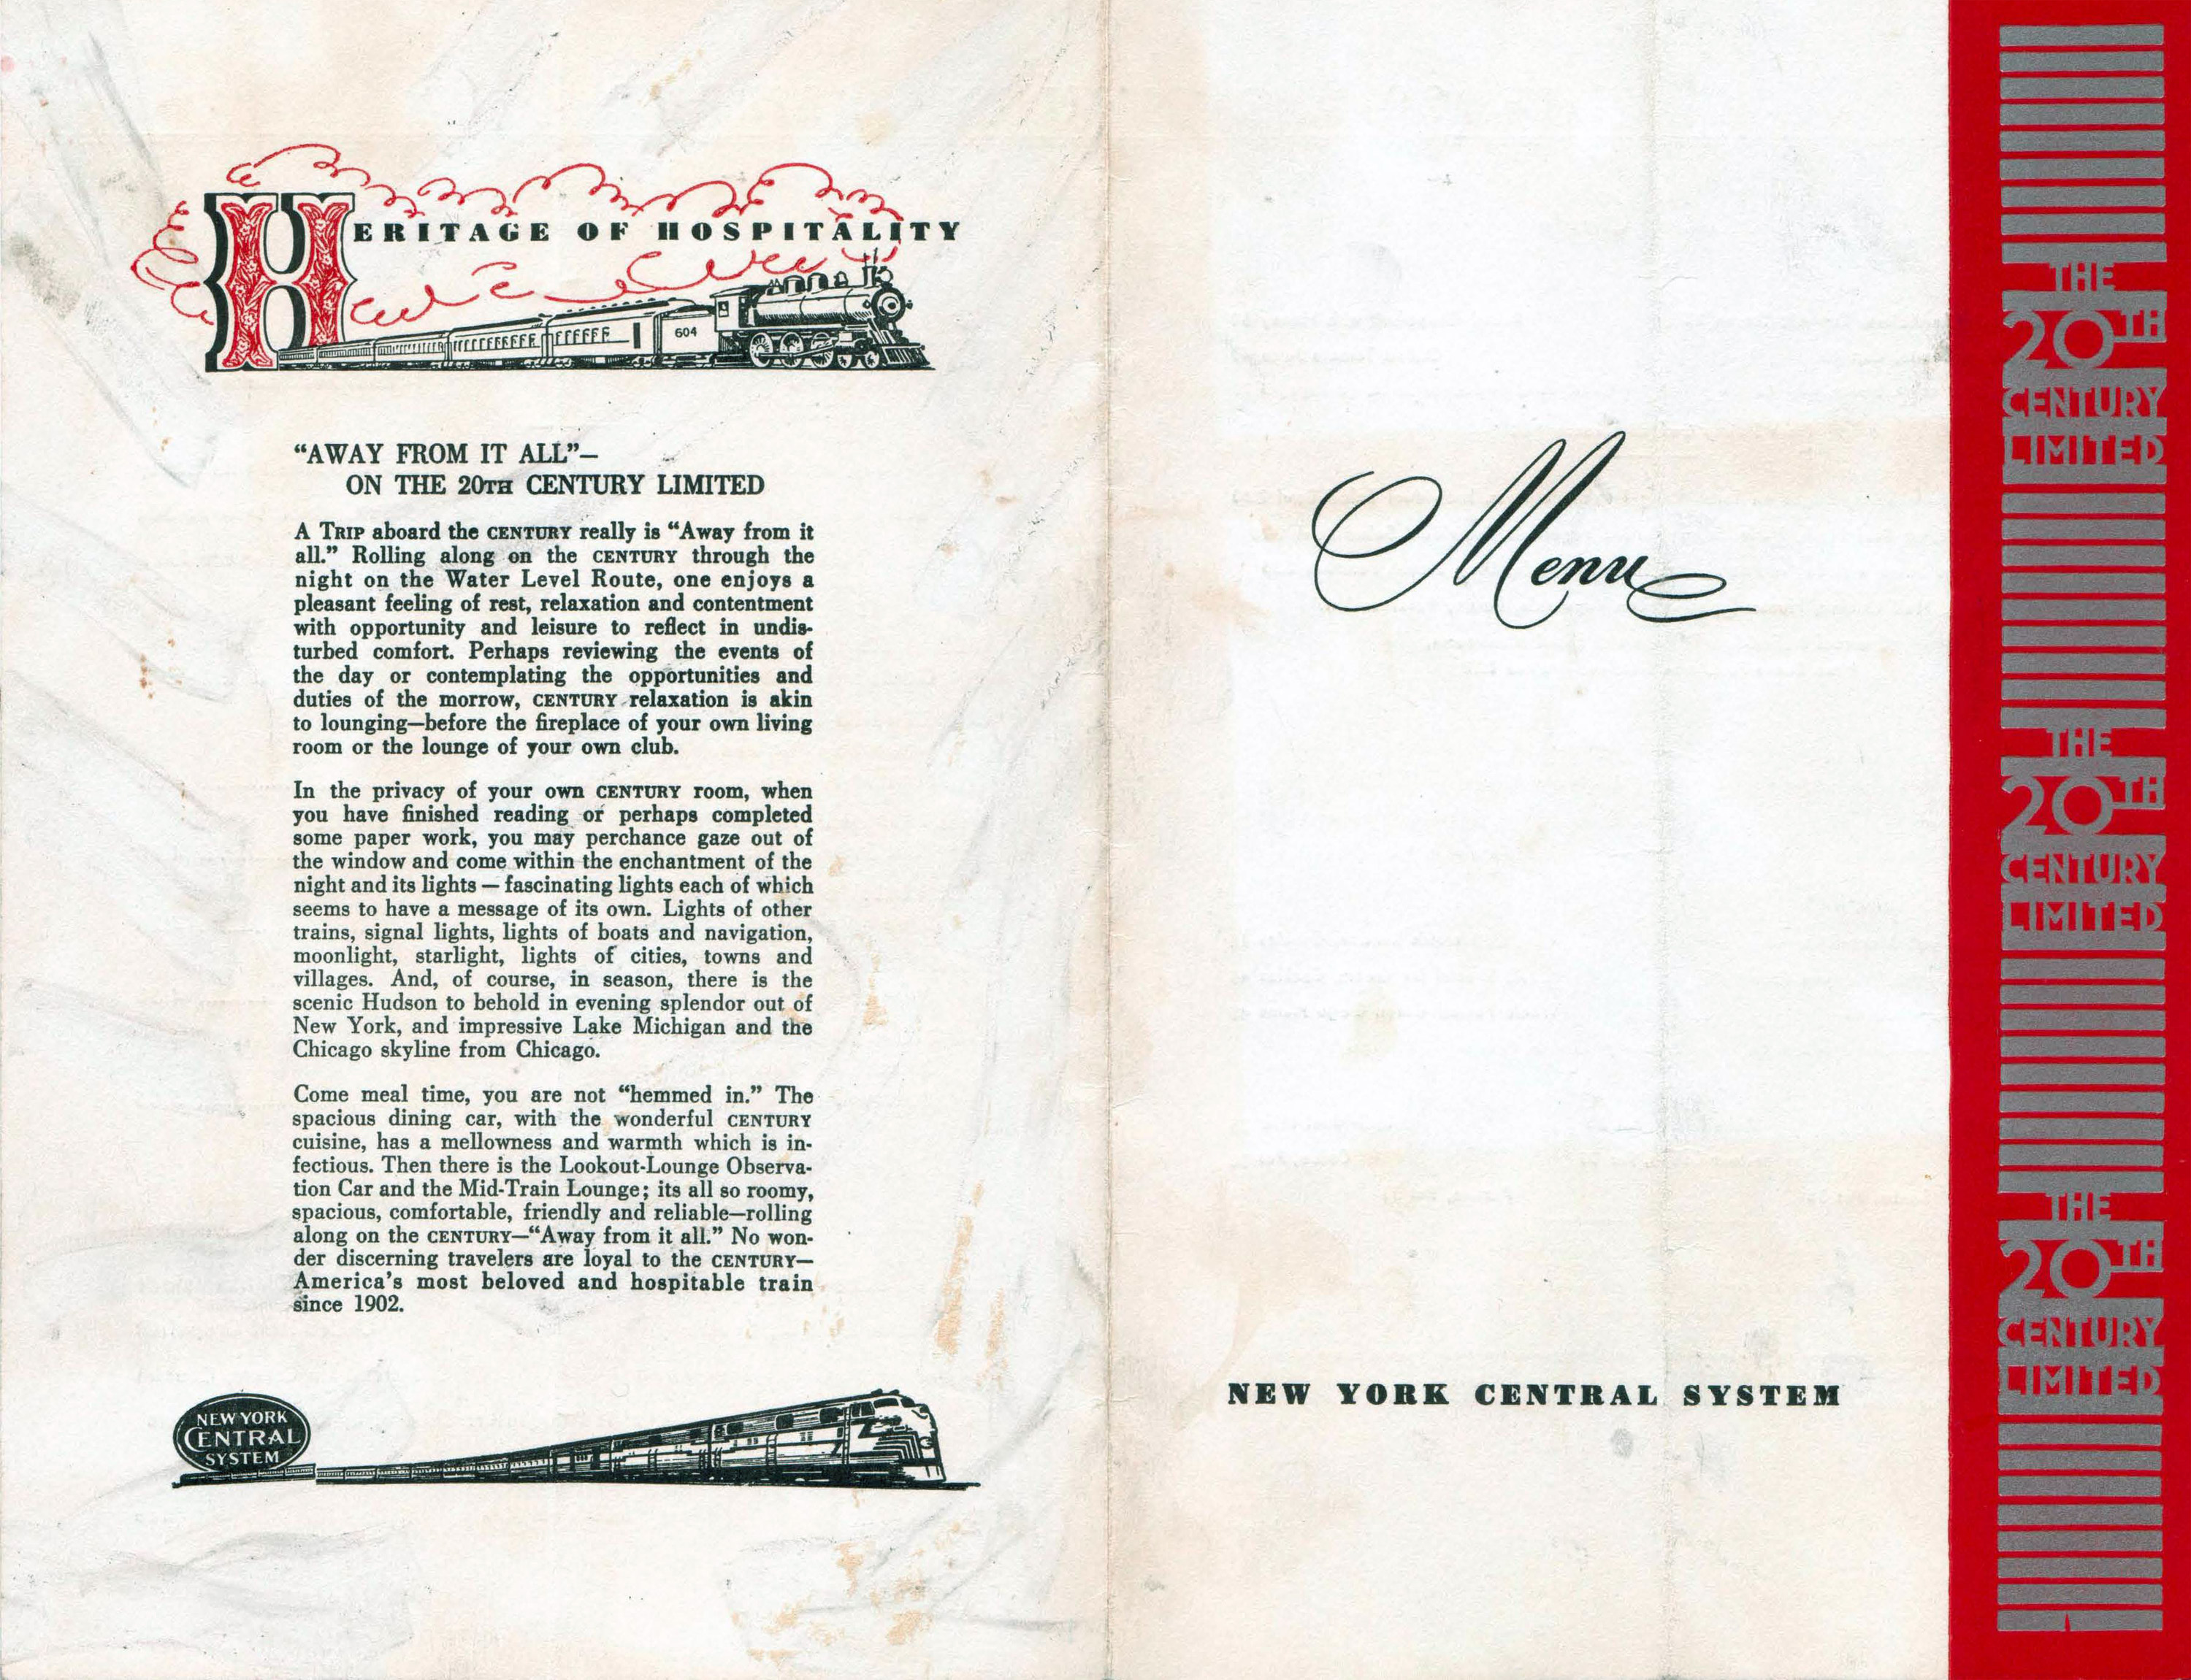 HERITAGE OF HOSPITALITY
604
“AWAY FROM IT ALL”—
ON THE 20TH CENTURY LIMITED
A TRIP aboard the CENTURY really is “Away from it
all.” Rolling along on the CENTURY through the
night on the Water Level Route, one enjoys a
pleasant feeling of rest, relaxation and contentment
with opportunity and leisure to reflect in undis-
turbed comfort. Perhaps reviewing the events of
the day or contemplating the opportunities and
duties of the morrow, CENTURY relaxation is akin
to lounging—before the fireplace of your own living
room or the lounge of your own club.
In the privacy of your own CENTURY room, when
you have finished reading or perhaps completed
some paper work, you may perchance gaze out of
the window and come within the enchantment of the
night and its lights — fascinating lights each of which
seems to have a message of its own. Lights of other
trains, signal lights, lights of boats and navigation,
moonlight, starlight, lights of cities, towns and
villages. And, of course, in season, there is the
scenic Hudson to behold in evening splendor out of
New York, and impressive Lake Michigan and the
Chicago skyline from Chicago.
Come meal time, you are not “hemmed in.” The
spacious dining car, with the wonderful CENTURY
cuisine, has a mellowness and warmth which is in-
fectious. Then there is the Lookout-Lounge Observa-
tion Car and the Mid-Train Lounge; its all so roomy,
spacious, comfortable, friendly and reliable—rolling
along on the CENTURY—“Away from it all.” No won-
der discerning travelers are loyal to the CENTURY—
America’s most beloved and hospitable train
since 1902.
NEW YORK
CENTRAL
SYSTEM
Menu
NEW YORK CENTRAL SYSTEM
THE
20TH
CENTURY
LIMITED
THE
20TH
CENTURY
LIMITED
THE
20TH
CENTURY
LIMITED